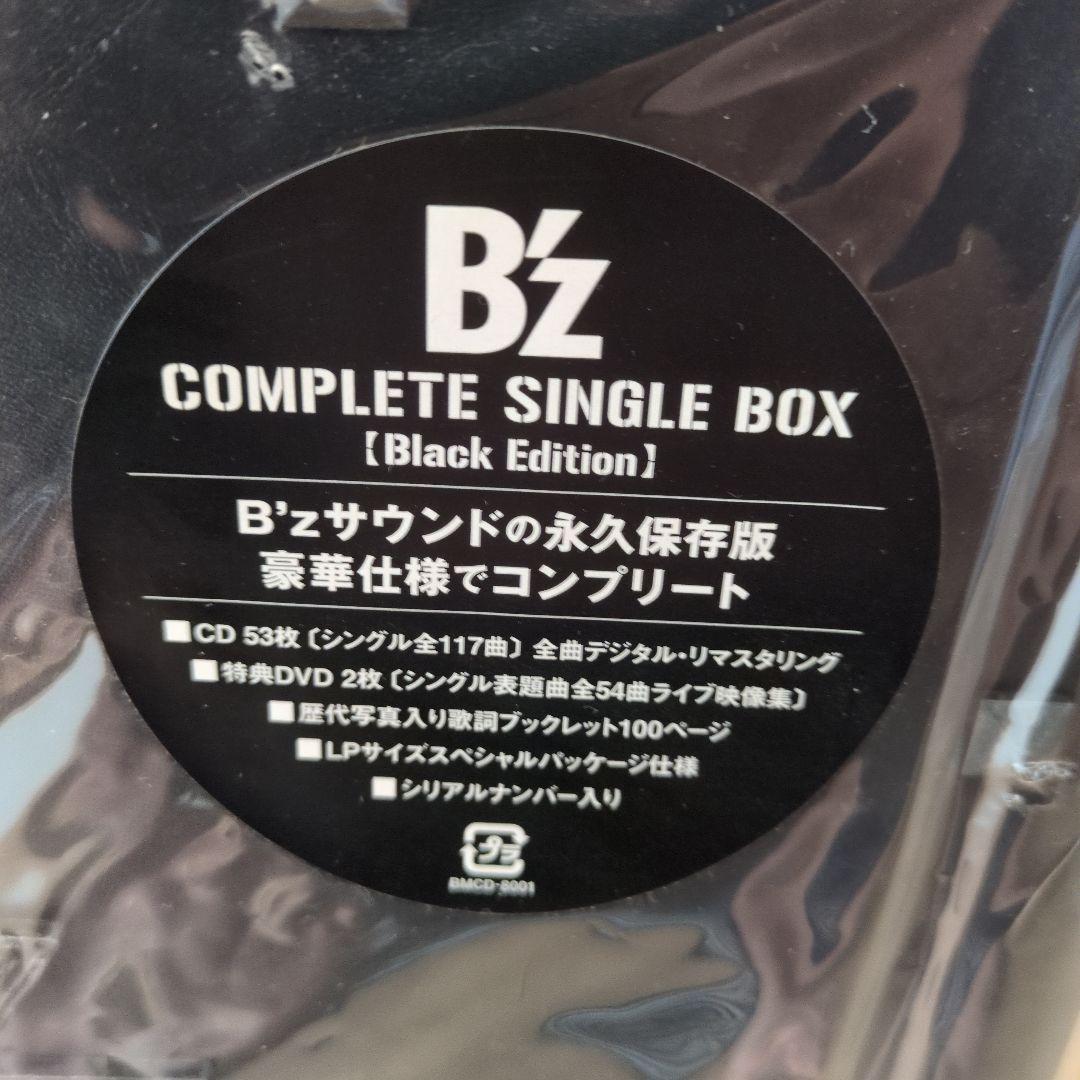 B'z
COMPLETE SINGLE BOX
【Black Edition】
B'zサウンドの永久保存版
豪華仕様でコンプリート
■CD 53枚〔シングル全117曲〕全曲デジタル・リマスタリング
■特典DVD 2枚〔シングル表題曲全54曲ライブ映像集〕
■歴代写真入り歌詞ブックレット100ページ
■LPサイズスペシャルパッケージ仕様
■シリアルナンバー入り
プラ
BMCD-8001